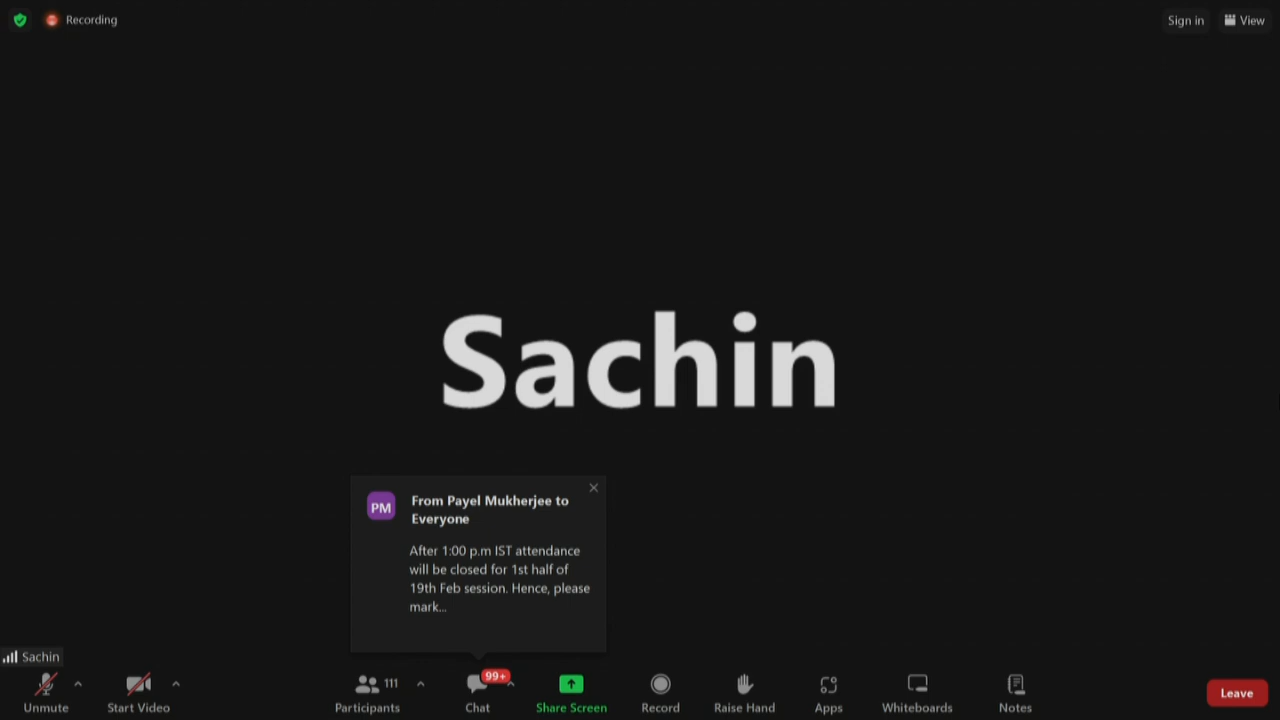 Recording
Sign in
View
Sachin
PM
From Payel Mukherjee to
Everyone
After 1:00 p.m IST attendance
will be closed for 1st half of
19th Feb session. Hence, please
mark...
Sachin
111
99+
Unmute
Start Video
Participants
Chat
Share Screen
Record
Raise Hand
Apps
Whiteboards
Notes
Leave